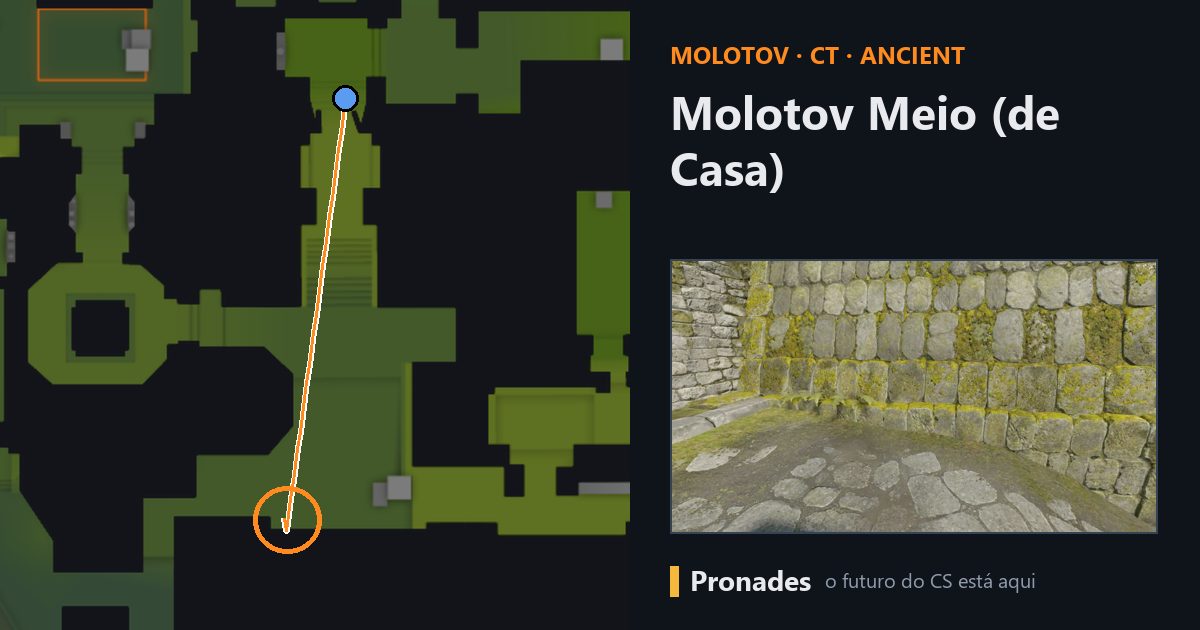 MOLOTOV · CT · ANCIENT
Molotov Meio (de
Casa)
Pronades o futuro do CS está aqui